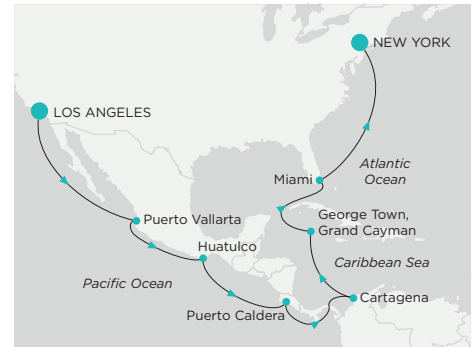 NEW YORK
LOS ANGELES
Atlantic
Ocean
Miami
Puerto Vallarta
George Town,
Grand Cayman
Huatulco
Caribbean Sea
Pacific Ocean
Cartagena
Puerto Caldera